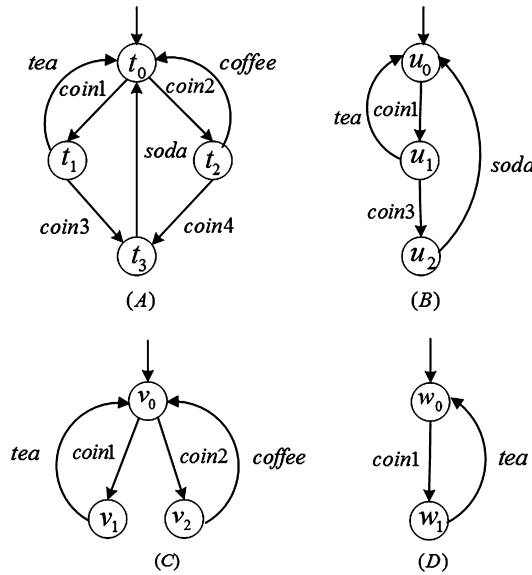 tea t₀ coffee
coin1 coin2
t₁ soda t₂
coin3 coin4
t₃
(A)
u₀
coin1
tea
u₁ soda
coin3
u₂
(B)
v₀
tea coin1 coin2 coffee
v₁ v₂
(C)
w₀
coin1 tea
w₁
(D)